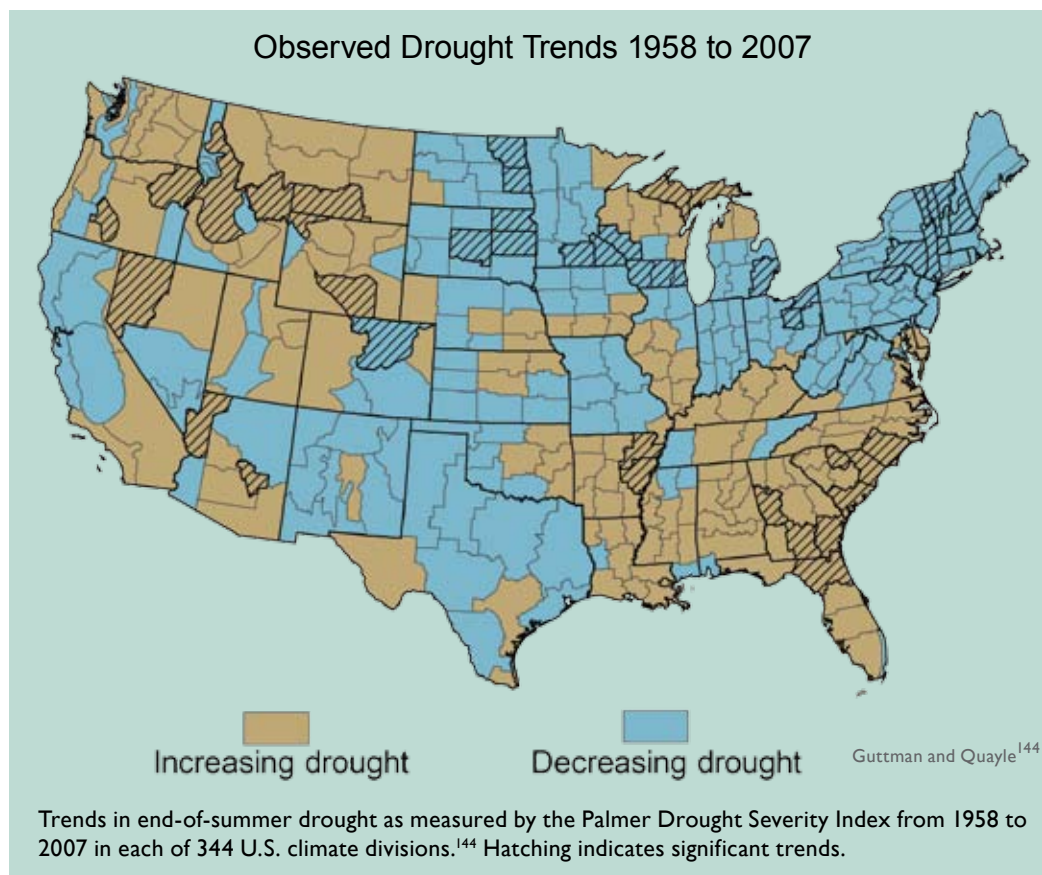 Observed Drought Trends 1958 to 2007
Increasing drought
Decreasing drought
Guttman and Quayle144
Trends in end-of-summer drought as measured by the Palmer Drought Severity Index from 1958 to
2007 in each of 344 U.S. climate divisions.144 Hatching indicates significant trends.